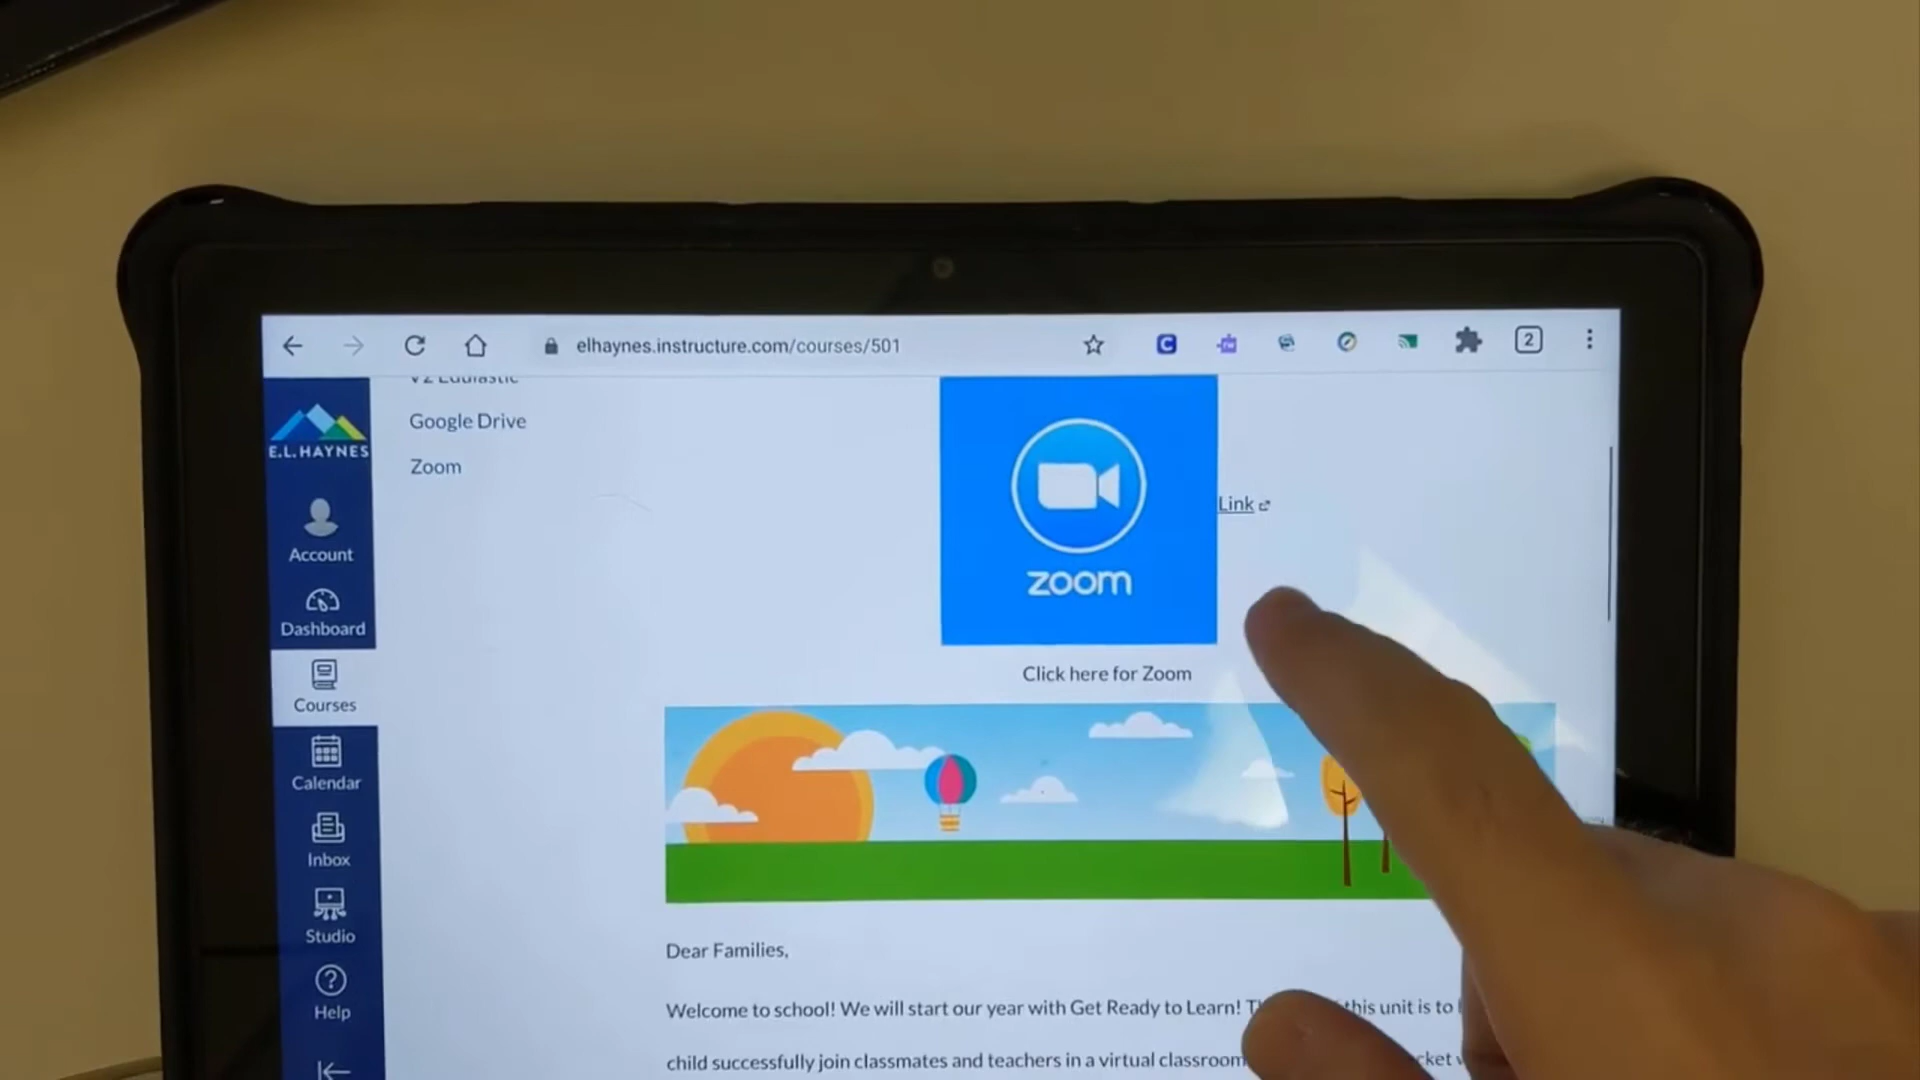 elhaynes.instructure.com/courses/501
2
E.L.HAYNES
Account
Dashboard
Courses
Calendar
Inbox
Studio
Help
Google Drive
Zoom
zoom
Link
Click here for Zoom
Dear Families,
Welcome to school! We will start our year with Get Ready to Learn! this unit is to
child successfully join classmates and teachers in a virtual classroom